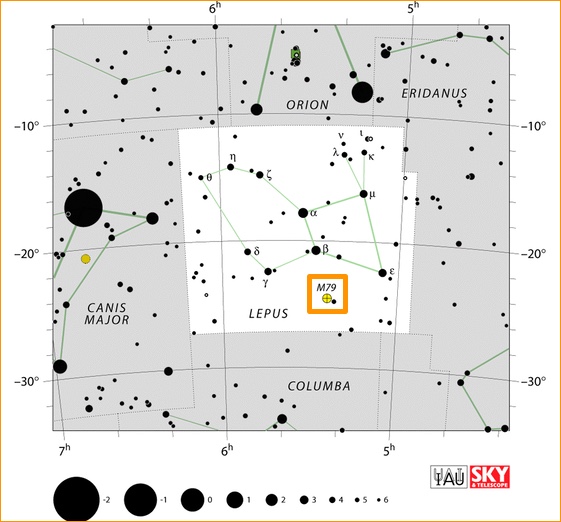 6h
5h
ORION
ERIDANUS
−10°
−10°
ν
ι
λ
κ
η
θ
ζ
μ
α
−20°
−20°
δ
β
γ
ε
M79
CANIS
MAJOR
LEPUS
−30°
−30°
COLUMBA
7h
6h
5h
IAU
SKY
& TELESCOPE
-2
-1
0
1
2
3
4
5
6